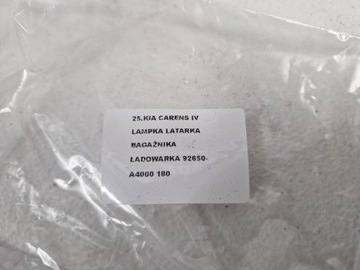 25.KIA CARENS IV
LAMPKA LATARKA
BAGAŻNIKA
ŁADOWARKA 92650-
A4000 180